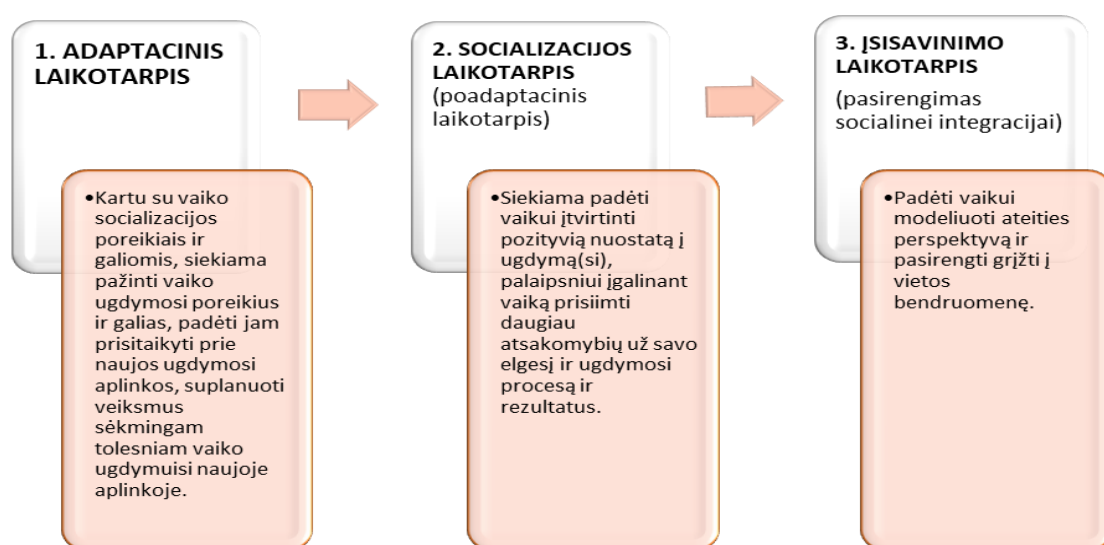 1. ADAPTACINIS
LAIKOTARPIS
•Kartu su vaiko
socializacijos
poreikiais ir
galiomis, siekiama
pažinti vaiko
ugdymosi poreikius
ir galias, padėti jam
prisitaikyti prie
naujos ugdymosi
aplinkos, suplanuoti
veiksmus
sėkmingam
tolesniam vaiko
ugdymuisi naujoje
aplinkoje.
2. SOCIALIZACIJOS
LAIKOTARPIS
(poadaptacinis
laikotarpis)
•Siekiama padėti
vaikui įtvirtinti
pozityvią nuostatą į
ugdymą(si),
palaipsniui įgalinant
vaiką prisiimti
daugiau
atsakomybių už savo
elgesį ir ugdymosi
procesą ir
rezultatus.
3. ĮSISAVINIMO
LAIKOTARPIS
(pasirengimas
socialinei integracijai)
•Padėti vaikui
modeliuoti ateities
perspektyvą ir
pasirengti grįžti į
vietos
bendruomenę.